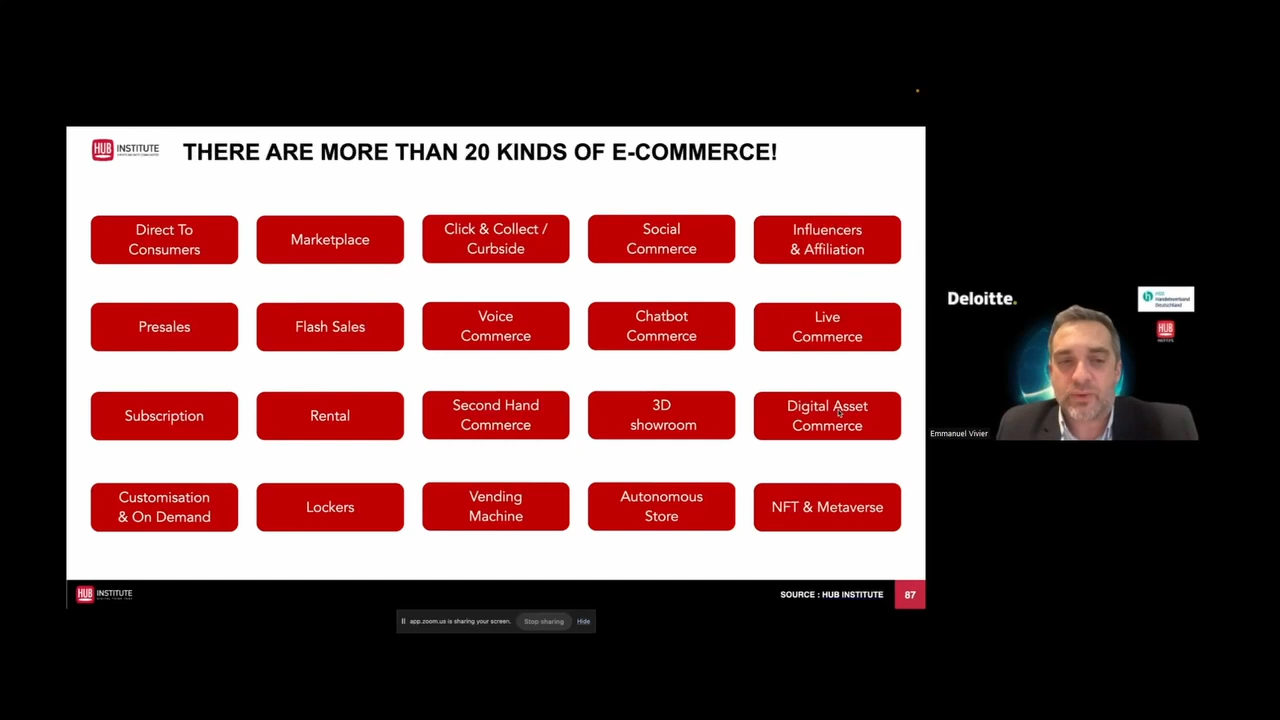 HUB INSTITUTE
THERE ARE MORE THAN 20 KINDS OF E-COMMERCE!
Direct To
Consumers
Marketplace
Click & Collect /
Curbside
Social
Commerce
Influencers
& Affiliation
Presales
Flash Sales
Voice
Commerce
Chatbot
Commerce
Live
Commerce
Subscription
Rental
Second Hand
Commerce
3D
showroom
Digital Asset
Commerce
Customisation
& On Demand
Lockers
Vending
Machine
Autonomous
Store
NFT & Metaverse
HUB INSTITUTE
SOURCE : HUB INSTITUTE
87
app.zoom.us is sharing your screen.
Stop sharing
Hide
Deloitte.
Handelsverband
Deutschland
HUB
Emmanuel Vivier